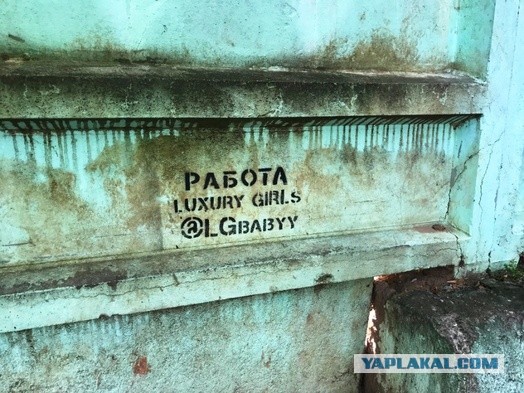 РАБОТА
LUXURY GIRLS
@LGBABYY
YAPLAKAL.COM